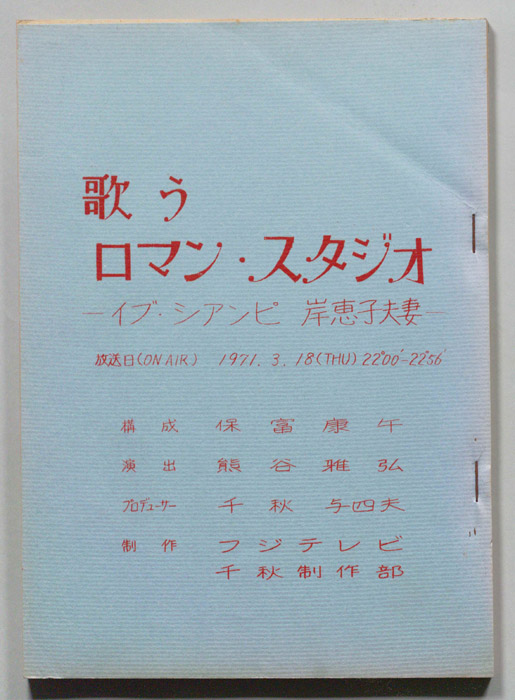 歌う
ロマン・スタジオ
—イブ・シアンピ 岸恵子夫妻—
放送日(ON AIR) 1971. 3. 18(THU) 22°00'—22°56'
構成 保富康午
演出 熊谷雅弘
プロデューサー 千秋与四夫
制作 フジテレビ
千秋制作部